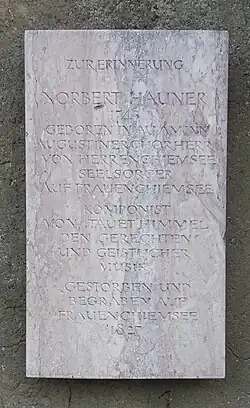 ZUR ERINNERUNG
NORBERT HAUNER
GEBOREN IN
AUGUSTINERCHORHERR
VON HERRENCHIEMSEE
SEELSORGER
AUF FRAUENCHIEMSEE
KOMPONIST
VON TAUET HIMMEL
DEN GERECHTEN
UND GEISTLICHER
MUSIK
GESTORBEN UND
BEGRABEN AUF
FRAUENCHIEMSEE